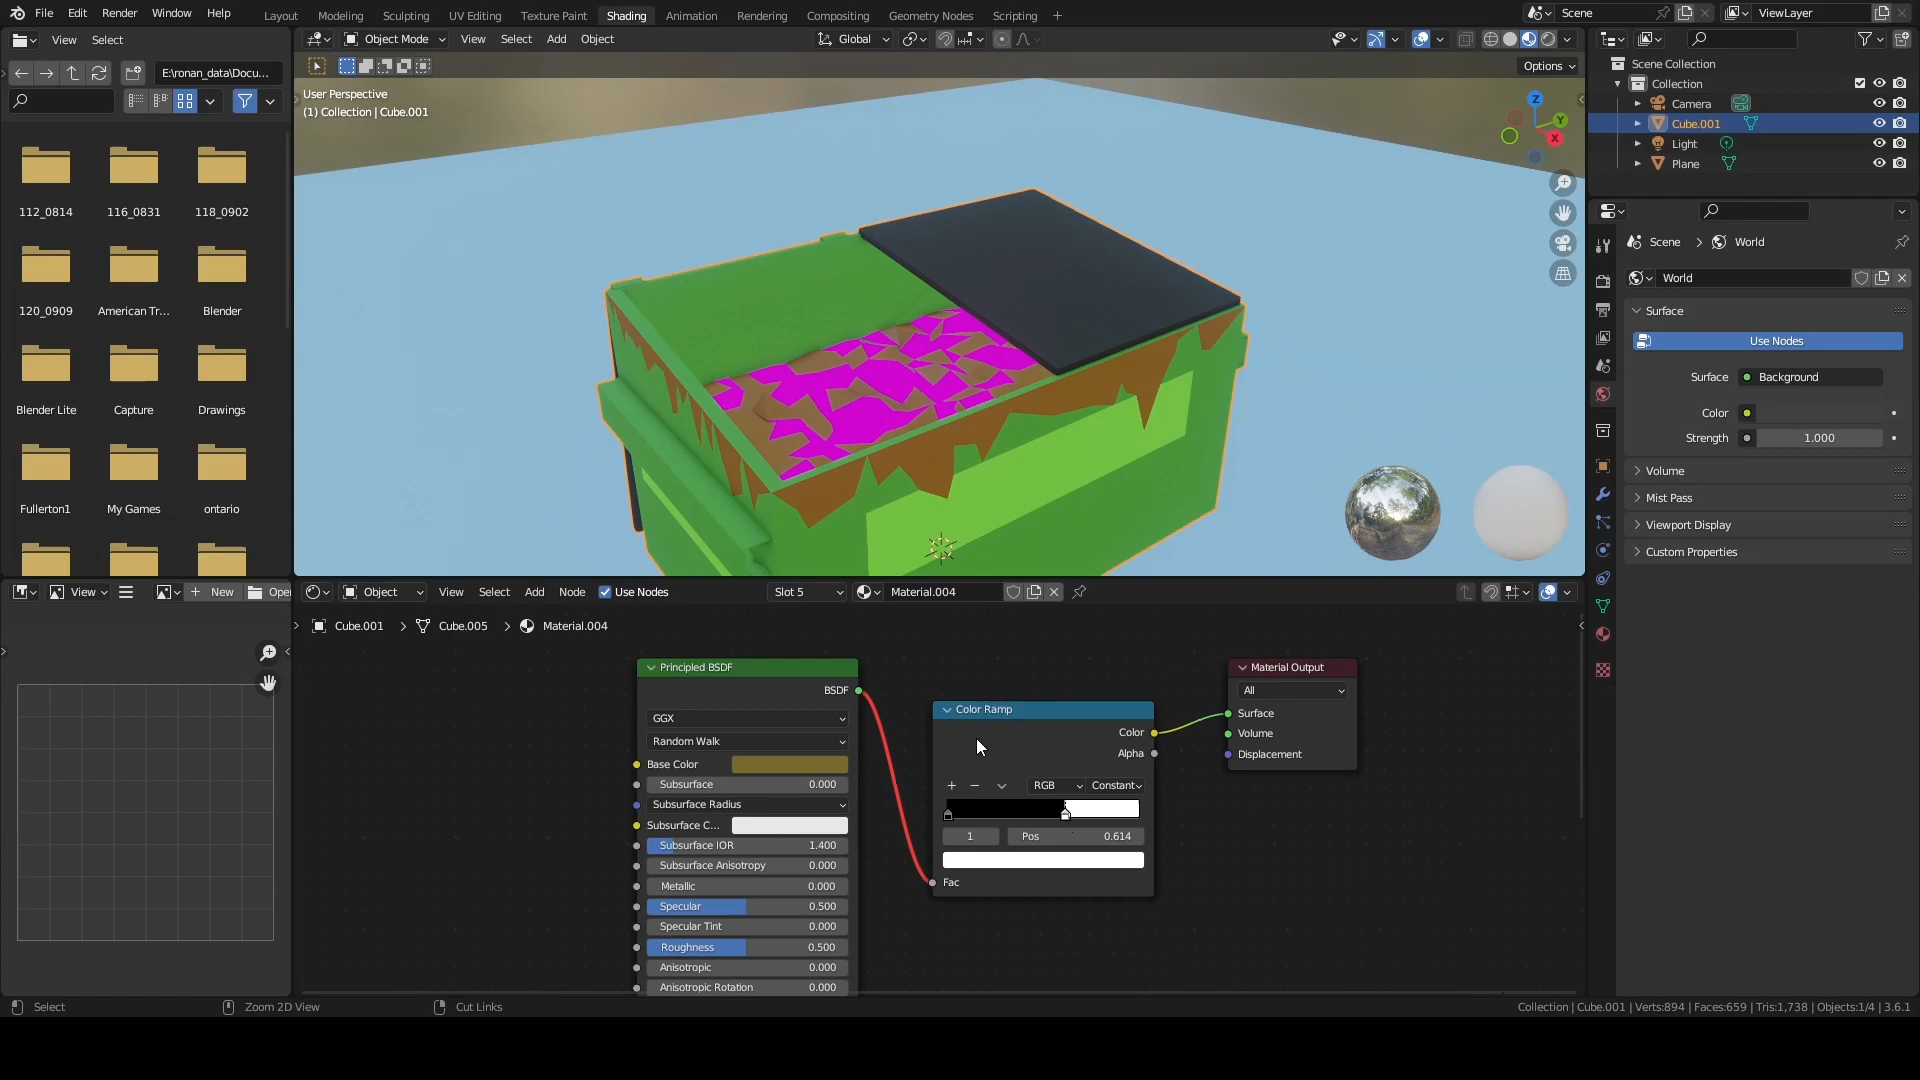 File Edit Render Window Help Layout Modeling Sculpting UV Editing Texture Paint Shading Animation Rendering Compositing Geometry Nodes Scripting + Scene ViewLayer
View Select Object Mode View Select Add Object Global
E:\ronan_data\Docu... Options
User Perspective
(1) Collection | Cube.001
Z
Y
X
112_0814 116_0831 118_0902
120_0909 American Tr... Blender
Blender Lite Capture Drawings
Fullerton1 My Games ontario
Scene Collection
Collection
Camera
Cube.001
Light
Plane
Scene > World
World
Surface
Use Nodes
Surface Background
Color
Strength 1.000
Volume
Mist Pass
Viewport Display
Custom Properties
View + New Open
Object View Select Add Node Use Nodes Slot 5 Material.004
Cube.001 > Cube.005 > Material.004
Principled BSDF
BSDF
GGX
Random Walk
Base Color
Subsurface 0.000
Subsurface Radius
Subsurface C...
Subsurface IOR 1.400
Subsurface Anisotropy 0.000
Metallic 0.000
Specular 0.500
Specular Tint 0.000
Roughness 0.500
Anisotropic 0.000
Anisotropic Rotation 0.000
Color Ramp
Color
Alpha
+ − RGB Constant
1 Pos 0.614
Fac
Material Output
All
Surface
Volume
Displacement
Select Zoom 2D View Cut Links Collection | Cube.001 | Verts:894 | Faces:659 | Tris:1,738 | Objects:1/4 | 3.6.1